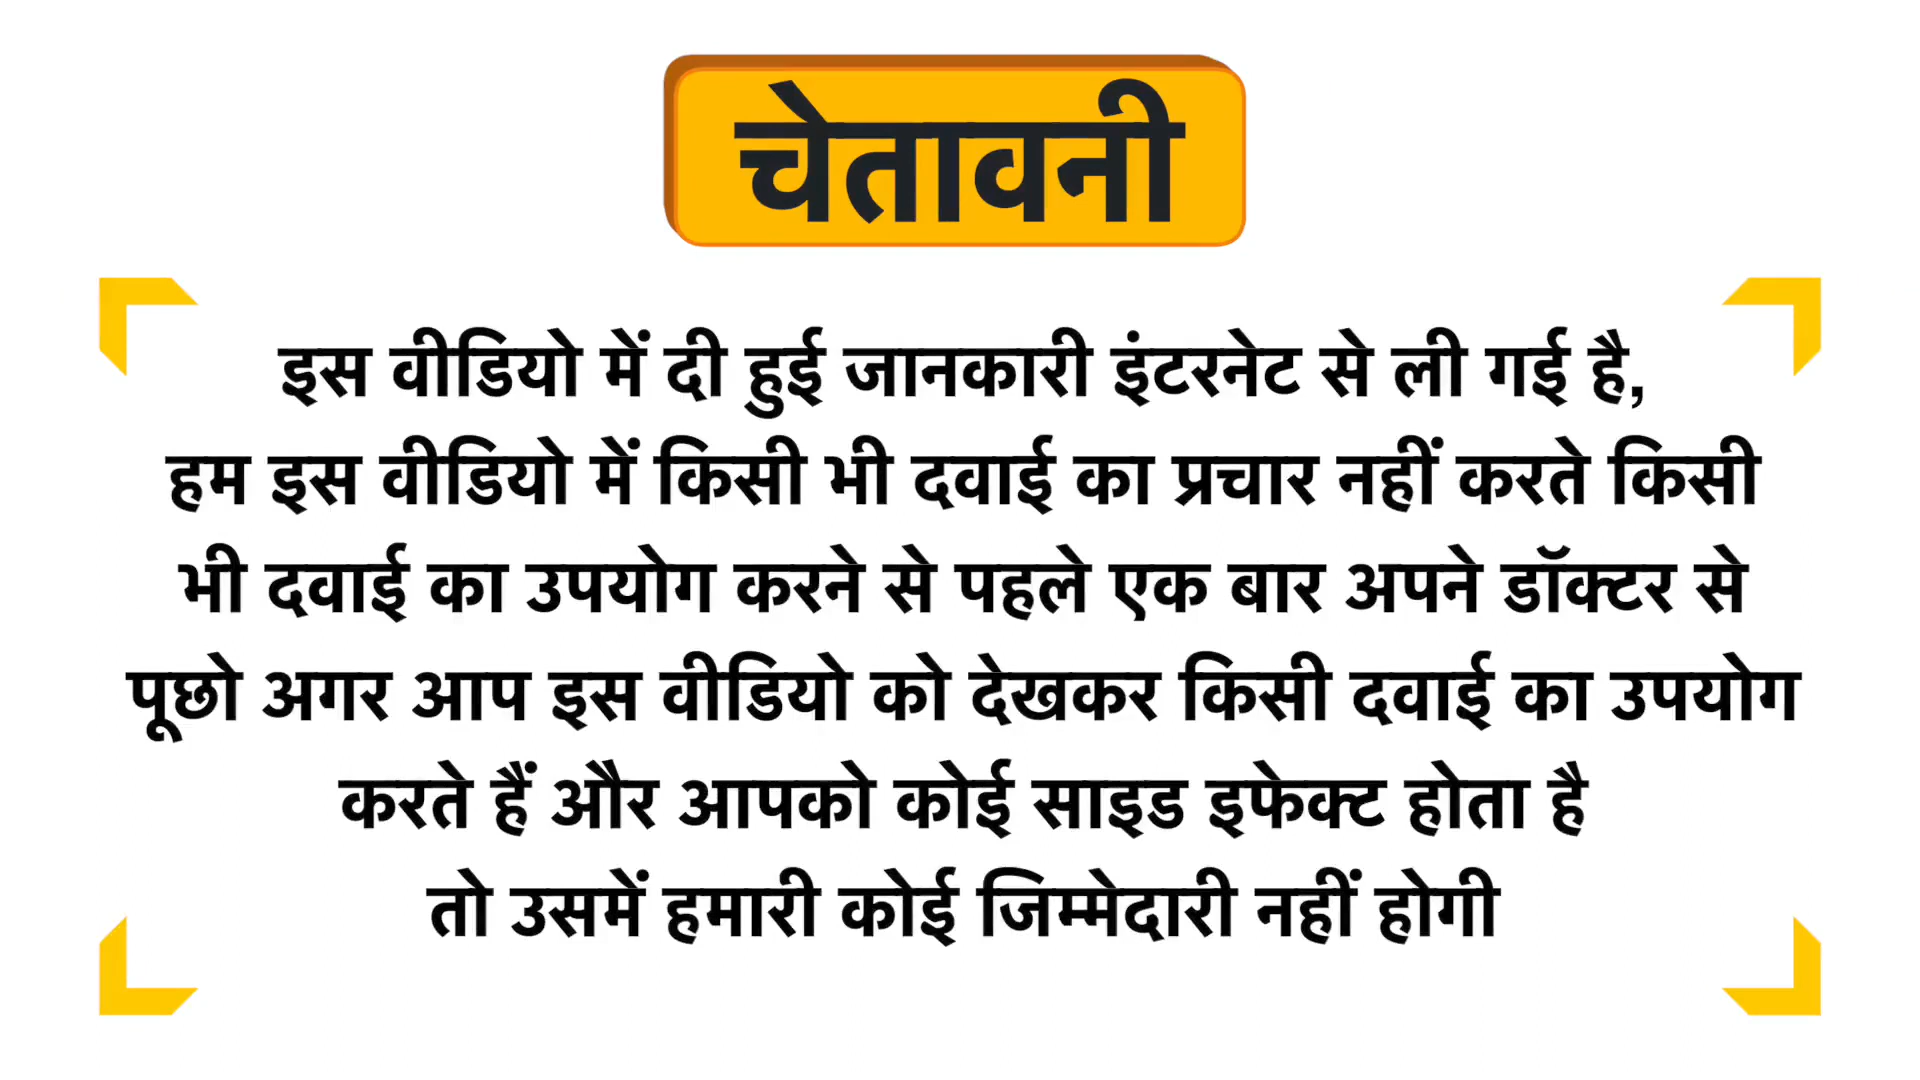 चेतावनी
इस वीडियो में दी हुई जानकारी इंटरनेट से ली गई है,
हम इस वीडियो में किसी भी दवाई का प्रचार नहीं करते किसी
भी दवाई का उपयोग करने से पहले एक बार अपने डॉक्टर से
पूछो अगर आप इस वीडियो को देखकर किसी दवाई का उपयोग
करते हैं और आपको कोई साइड इफेक्ट होता है
तो उसमें हमारी कोई जिम्मेदारी नहीं होगी